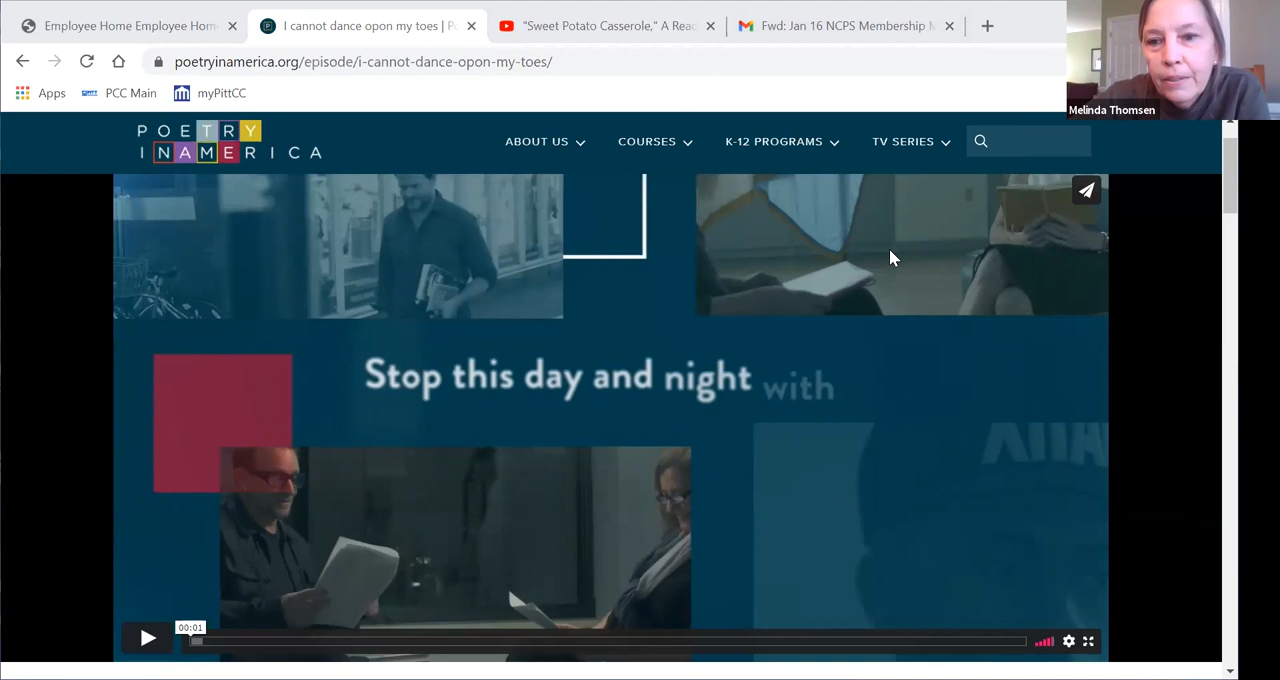 Employee Home Employee Hom
I cannot dance opon my toes | Po
"Sweet Potato Casserole," A Read
Fwd: Jan 16 NCPS Membership M
poetryinamerica.org/episode/i-cannot-dance-opon-my-toes/
Apps
PCC Main
myPittCC
Melinda Thomsen
POETRY
INAMERICA
ABOUT US
COURSES
K-12 PROGRAMS
TV SERIES
Stop this day and night with
00:01